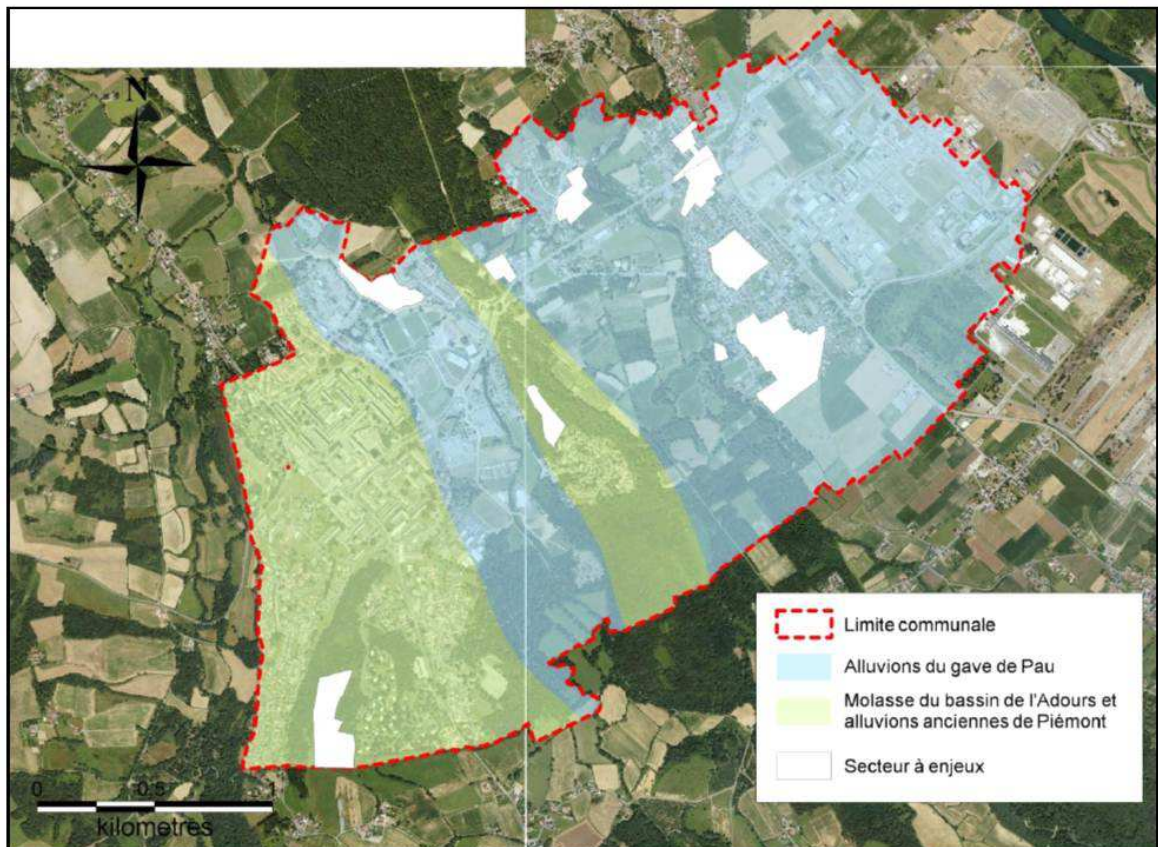 N
Limite communale
Alluvions du gave de Pau
Molasse du bassin de l'Adours et
alluvions anciennes de Piémont
Secteur à enjeux
0 0,5 1
kilometres